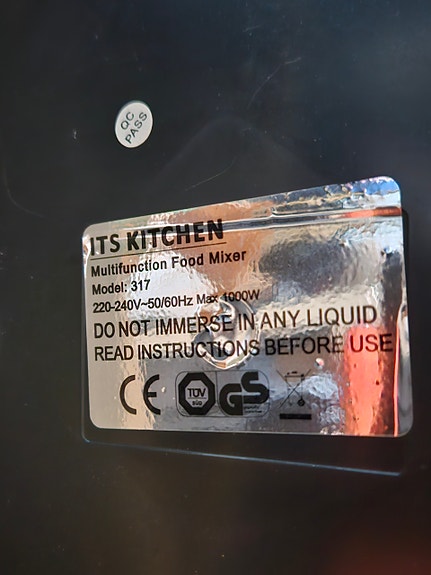 QC
PASS
ITS KITCHEN
Multifunction Food Mixer
Model: 317
220-240V~50/60Hz Max 1000W
DO NOT IMMERSE IN ANY LIQUID
READ INSTRUCTIONS BEFORE USE
CE TÜV SÜD GS